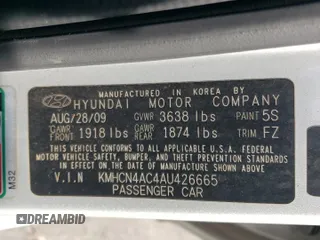 MANUFACTURED IN KOREA BY
HYUNDAI MOTOR COMPANY
AUG/28/09 GVWR 3638 lbs PAINT 5S
GAWR FRONT 1918 lbs GAWR REAR 1874 lbs TRIM FZ
THIS VEHICLE CONFORMS TO ALL APPLICABLE U.S. FEDERAL
MOTOR VEHICLE SAFETY, BUMPER, AND THEFT PREVENTION
STANDARDS IN EFFECT ON THE DATE OF MANUFACTURE SHOWN ABOVE.
V.I.N KMHCN4AC4AU426665
PASSENGER CAR
M32
DCARFAX.COM